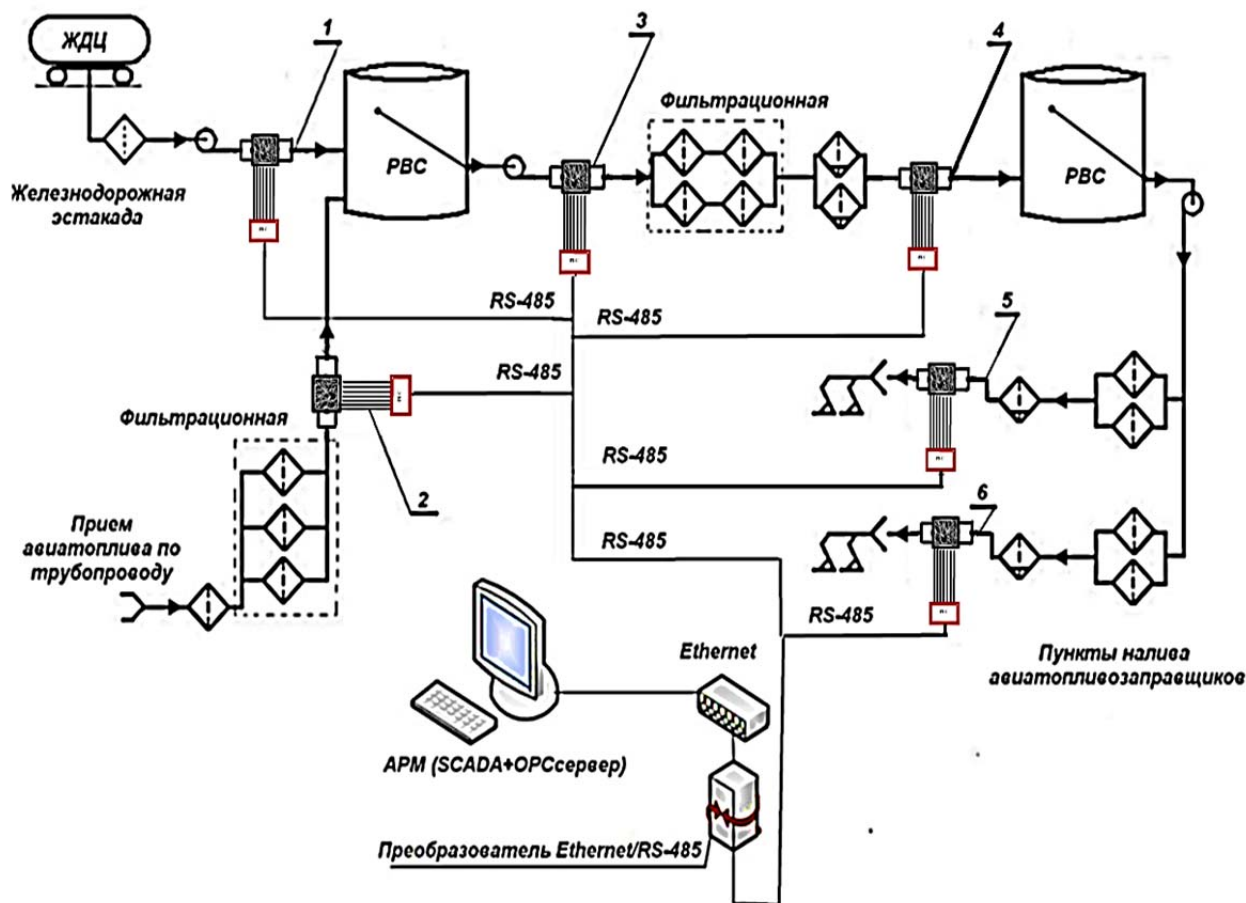 ЖДЦ
1
3
4
Фильтрационная
РВС
РВС
Железнодорожная
эстакада
RS-485
RS-485
5
RS-485
Фильтрационная
2
RS-485
6
Прием
авиатоплива по
трубопроводу
RS-485
RS-485
Ethernet
Пункты налива
авиатопливозаправщиков
АРМ (SCADA+OPCсервер)
Преобразователь Ethernet/RS-485